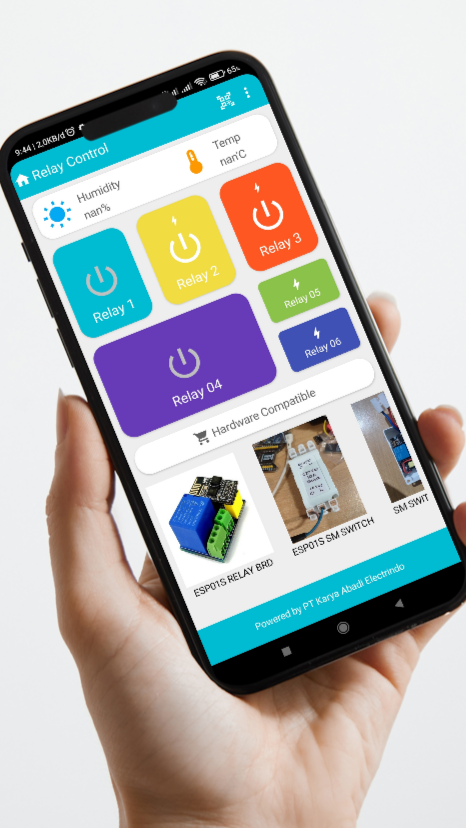 9:44 | 2,0KB/d
65
Relay Control
Humidity
nan%
Temp
nan'C
Relay 1
Relay 2
Relay 3
Relay 04
Relay 05
Relay 06
Hardware Compatible
ESP01S RELAY BRD
ESP01S SM SWITCH
SM SWIT
Powered by PT Karya Abadi Electrindo